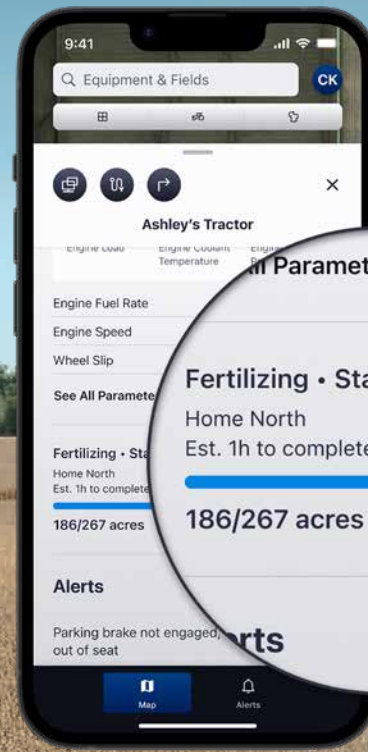 9:41
Equipment & Fields
CK
Ashley's Tractor
Engine Load
Engine Coolant
Temperature
Engine Fuel Rate
Engine Speed
Wheel Slip
See All Paramete
Fertilizing • Sta
Home North
Est. 1h to complete
186/267 acres
Alerts
Parking brake not engaged,
out of seat
Map
Alerts
All Paramet
Fertilizing • Sta
Home North
Est. 1h to complete
186/267 acres
erts